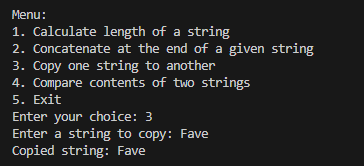 Menu:
1. Calculate length of a string
2. Concatenate at the end of a given string
3. Copy one string to another
4. Compare contents of two strings
5. Exit
Enter your choice: 3
Enter a string to copy: Fave
Copied string: Fave